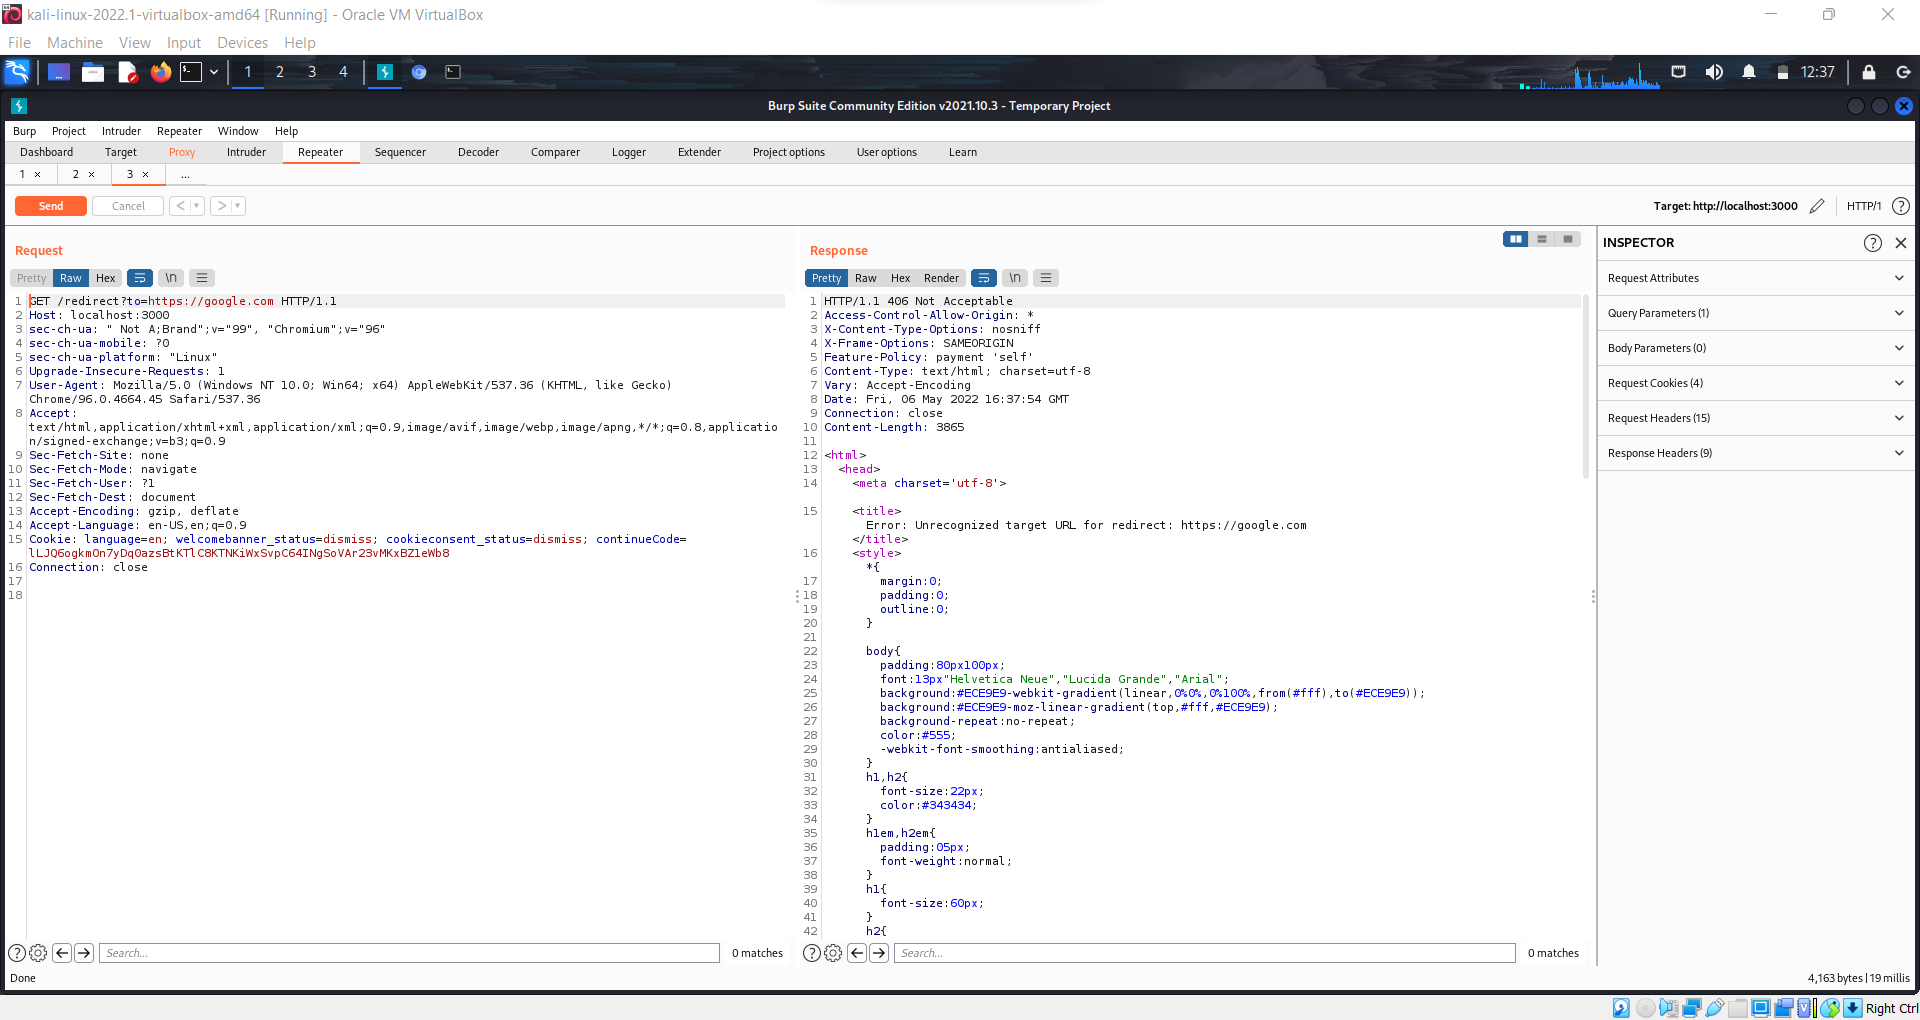 kali-linux-2022.1-virtualbox-amd64 [Running] - Oracle VM VirtualBox
File Machine View Input Devices Help
1 2 3 4 12:37
Burp Suite Community Edition v2021.10.3 - Temporary Project
Burp Project Intruder Repeater Window Help
Dashboard Target Proxy Intruder Repeater Sequencer Decoder Comparer Logger Extender Project options User options Learn
1 × 2 × 3 × ...
Send Cancel < > Target: http://localhost:3000 HTTP/1 ?
Request
Pretty Raw Hex \n
1 GET /redirect?to=https://google.com HTTP/1.1
2 Host: localhost:3000
3 sec-ch-ua: " Not A;Brand";v="99", "Chromium";v="96"
4 sec-ch-ua-mobile: ?0
5 sec-ch-ua-platform: "Linux"
6 Upgrade-Insecure-Requests: 1
7 User-Agent: Mozilla/5.0 (Windows NT 10.0; Win64; x64) AppleWebKit/537.36 (KHTML, like Gecko)
Chrome/96.0.4664.45 Safari/537.36
8 Accept:
text/html,application/xhtml+xml,application/xml;q=0.9,image/avif,image/webp,image/apng,*/*;q=0.8,applicatio
n/signed-exchange;v=b3;q=0.9
9 Sec-Fetch-Site: none
10 Sec-Fetch-Mode: navigate
11 Sec-Fetch-User: ?1
12 Sec-Fetch-Dest: document
13 Accept-Encoding: gzip, deflate
14 Accept-Language: en-US,en;q=0.9
15 Cookie: language=en; welcomebanner_status=dismiss; cookieconsent_status=dismiss; continueCode=
lLJQ6ogkmOn7yDq0azsBtKTlC8KTNKiWxSvpC64INgSoVAr23vMKxBZ1eWb8
16 Connection: close
17
18
? Search... 0 matches
Response
Pretty Raw Hex Render \n
1 HTTP/1.1 406 Not Acceptable
2 Access-Control-Allow-Origin: *
3 X-Content-Type-Options: nosniff
4 X-Frame-Options: SAMEORIGIN
5 Feature-Policy: payment 'self'
6 Content-Type: text/html; charset=utf-8
7 Vary: Accept-Encoding
8 Date: Fri, 06 May 2022 16:37:54 GMT
9 Connection: close
10 Content-Length: 3865
11
12 <html>
13 <head>
14 <meta charset='utf-8'>
15 <title>
Error: Unrecognized target URL for redirect: https://google.com
</title>
16 <style>
*{
17 margin:0;
18 padding:0;
19 outline:0;
20 }
21
22 body{
23 padding:80px100px;
24 font:13px"Helvetica Neue","Lucida Grande","Arial";
25 background:#ECE9E9-webkit-gradient(linear,0%0%,0%100%,from(#fff),to(#ECE9E9));
26 background:#ECE9E9-moz-linear-gradient(top,#fff,#ECE9E9);
27 background-repeat:no-repeat;
28 color:#555;
29 -webkit-font-smoothing:antialiased;
30 }
31 h1,h2{
32 font-size:22px;
33 color:#343434;
34 }
35 h1em,h2em{
36 padding:05px;
37 font-weight:normal;
38 }
39 h1{
40 font-size:60px;
41 }
42 h2{
? Search... 0 matches
INSPECTOR ?
Request Attributes
Query Parameters (1)
Body Parameters (0)
Request Cookies (4)
Request Headers (15)
Response Headers (9)
Done 4,163 bytes | 19 millis
Right Ctrl